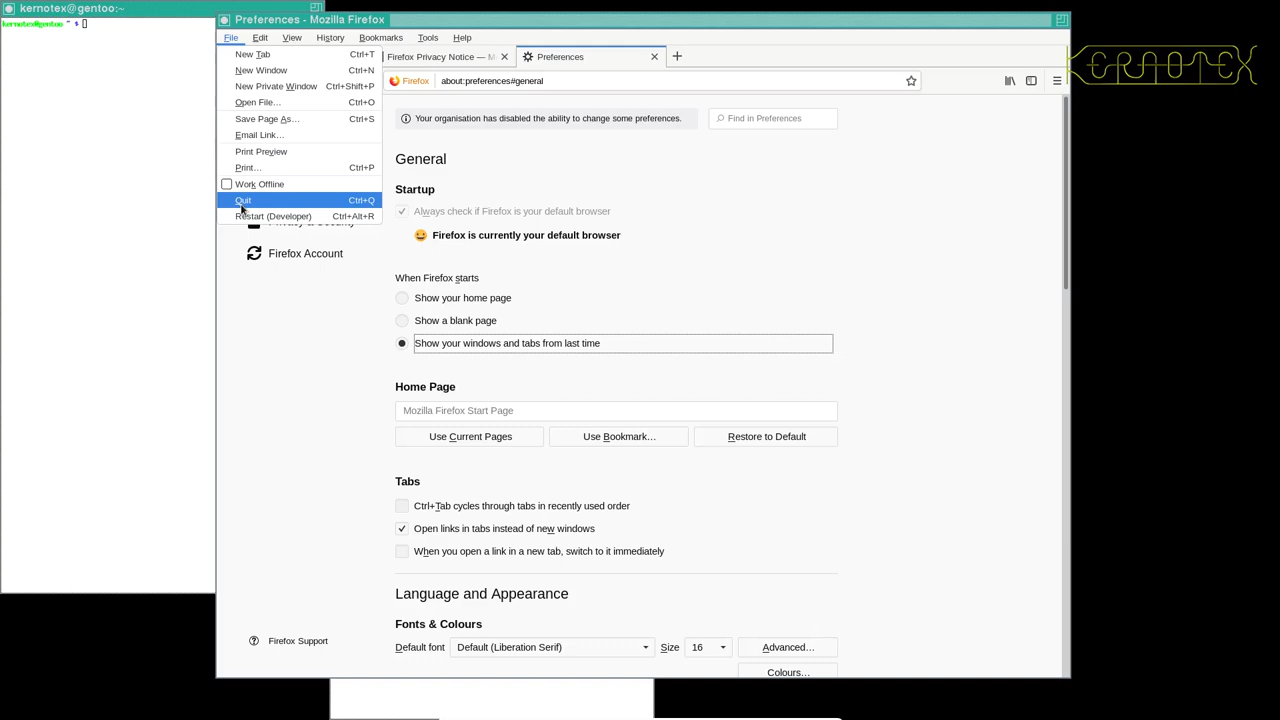 kernotex@gentoo:~
kernotex@gentoo ~ $
Preferences - Mozilla Firefox
File Edit View History Bookmarks Tools Help
New Tab Ctrl+T
New Window Ctrl+N
New Private Window Ctrl+Shift+P
Open File... Ctrl+O
Save Page As... Ctrl+S
Email Link...
Print Preview
Print... Ctrl+P
Work Offline
Quit Ctrl+Q
Restart (Developer) Ctrl+Alt+R
Firefox Privacy Notice — M
Preferences
Firefox about:preferences#general
Your organisation has disabled the ability to change some preferences.
Find in Preferences
Privacy & Security
Firefox Account
Firefox Support
General
Startup
Always check if Firefox is your default browser
Firefox is currently your default browser
When Firefox starts
Show your home page
Show a blank page
Show your windows and tabs from last time
Home Page
Mozilla Firefox Start Page
Use Current Pages Use Bookmark... Restore to Default
Tabs
Ctrl+Tab cycles through tabs in recently used order
Open links in tabs instead of new windows
When you open a link in a new tab, switch to it immediately
Language and Appearance
Fonts & Colours
Default font Default (Liberation Serif) Size 16 Advanced...
Colours...
KERNOTEX